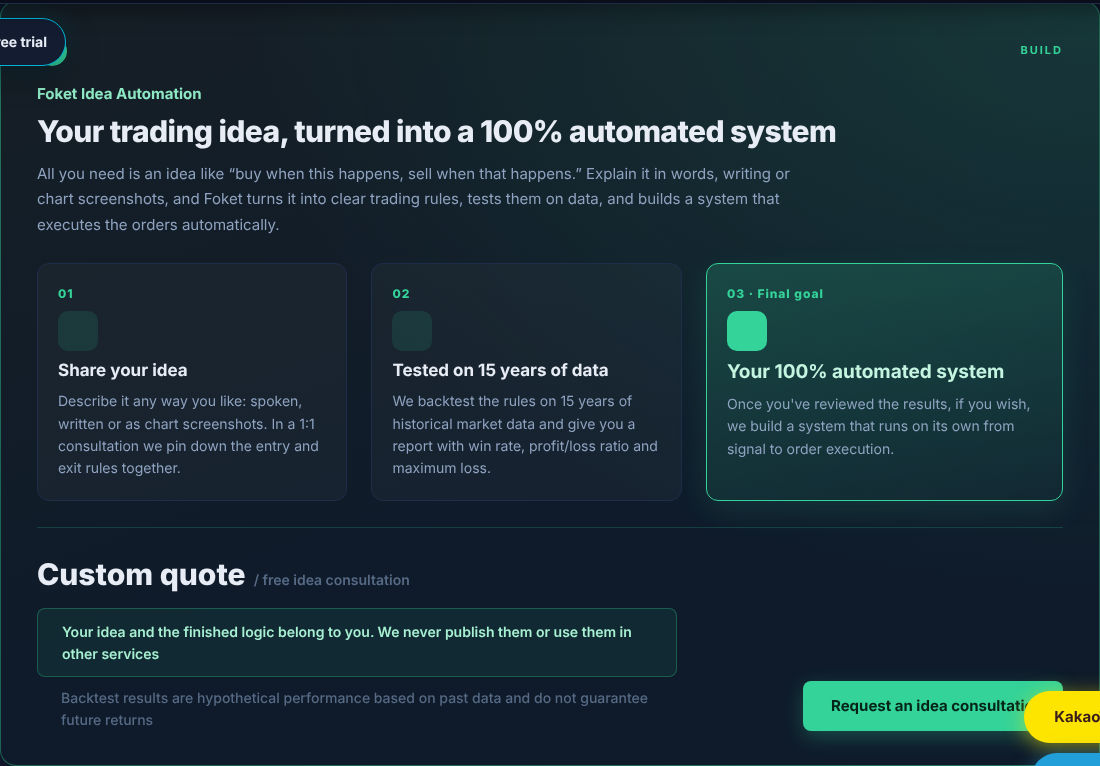 ree trial
BUILD
Foket Idea Automation
Your trading idea, turned into a 100% automated system
All you need is an idea like “buy when this happens, sell when that happens.” Explain it in words, writing or
chart screenshots, and Foket turns it into clear trading rules, tests them on data, and builds a system that
executes the orders automatically.
01
Share your idea
Describe it any way you like: spoken,
written or as chart screenshots. In a 1:1
consultation we pin down the entry and
exit rules together.
02
Tested on 15 years of data
We backtest the rules on 15 years of
historical market data and give you a
report with win rate, profit/loss ratio and
maximum loss.
03 · Final goal
Your 100% automated system
Once you've reviewed the results, if you wish,
we build a system that runs on its own from
signal to order execution.
Custom quote / free idea consultation
Your idea and the finished logic belong to you. We never publish them or use them in
other services
Backtest results are hypothetical performance based on past data and do not guarantee
future returns
Request an idea consultati
Kakao